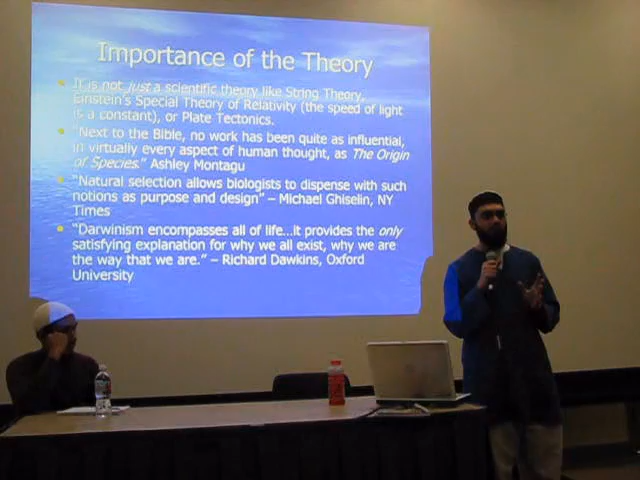 Importance of the Theory
It is not just a scientific theory like String Theory,
Einstein's Special Theory of Relativity (the speed of light
is a constant), or Plate Tectonics.
"Next to the Bible, no work has been quite as influential,
in virtually every aspect of human thought, as The Origin
of Species." Ashley Montagu
"Natural selection allows biologists to dispense with such
notions as purpose and design" – Michael Ghiselin, NY
Times
"Darwinism encompasses all of life...it provides the only
satisfying explanation for why we all exist, why we are
the way that we are." – Richard Dawkins, Oxford
University